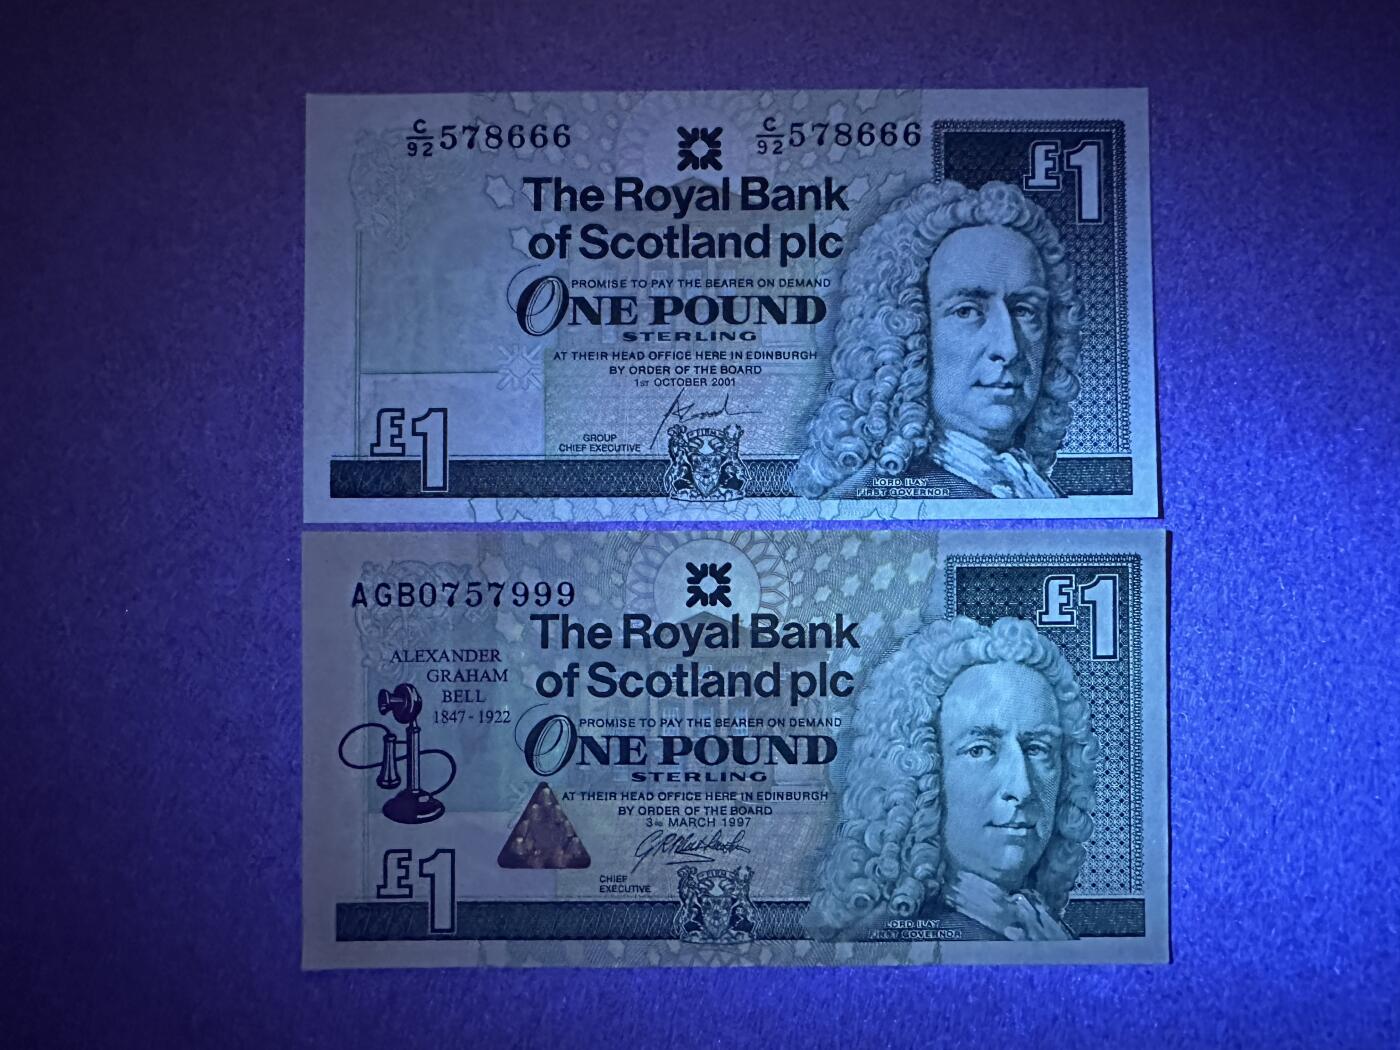 C/92 578666
C/92 578666
£1
The Royal Bank
of Scotland plc
PROMISE TO PAY THE BEARER ON DEMAND
ONE POUND
STERLING
AT THEIR HEAD OFFICE HERE IN EDINBURGH
BY ORDER OF THE BOARD
1ST OCTOBER 2001
GROUP
CHIEF EXECUTIVE
£1
LORD ILAY
FIRST GOVERNOR
AGB0757999
£1
The Royal Bank
of Scotland plc
ALEXANDER
GRAHAM
BELL
1847 - 1922
PROMISE TO PAY THE BEARER ON DEMAND
ONE POUND
STERLING
AT THEIR HEAD OFFICE HERE IN EDINBURGH
BY ORDER OF THE BOARD
3RD MARCH 1997
CHIEF
EXECUTIVE
£1
LORD ILAY
FIRST GOVERNOR